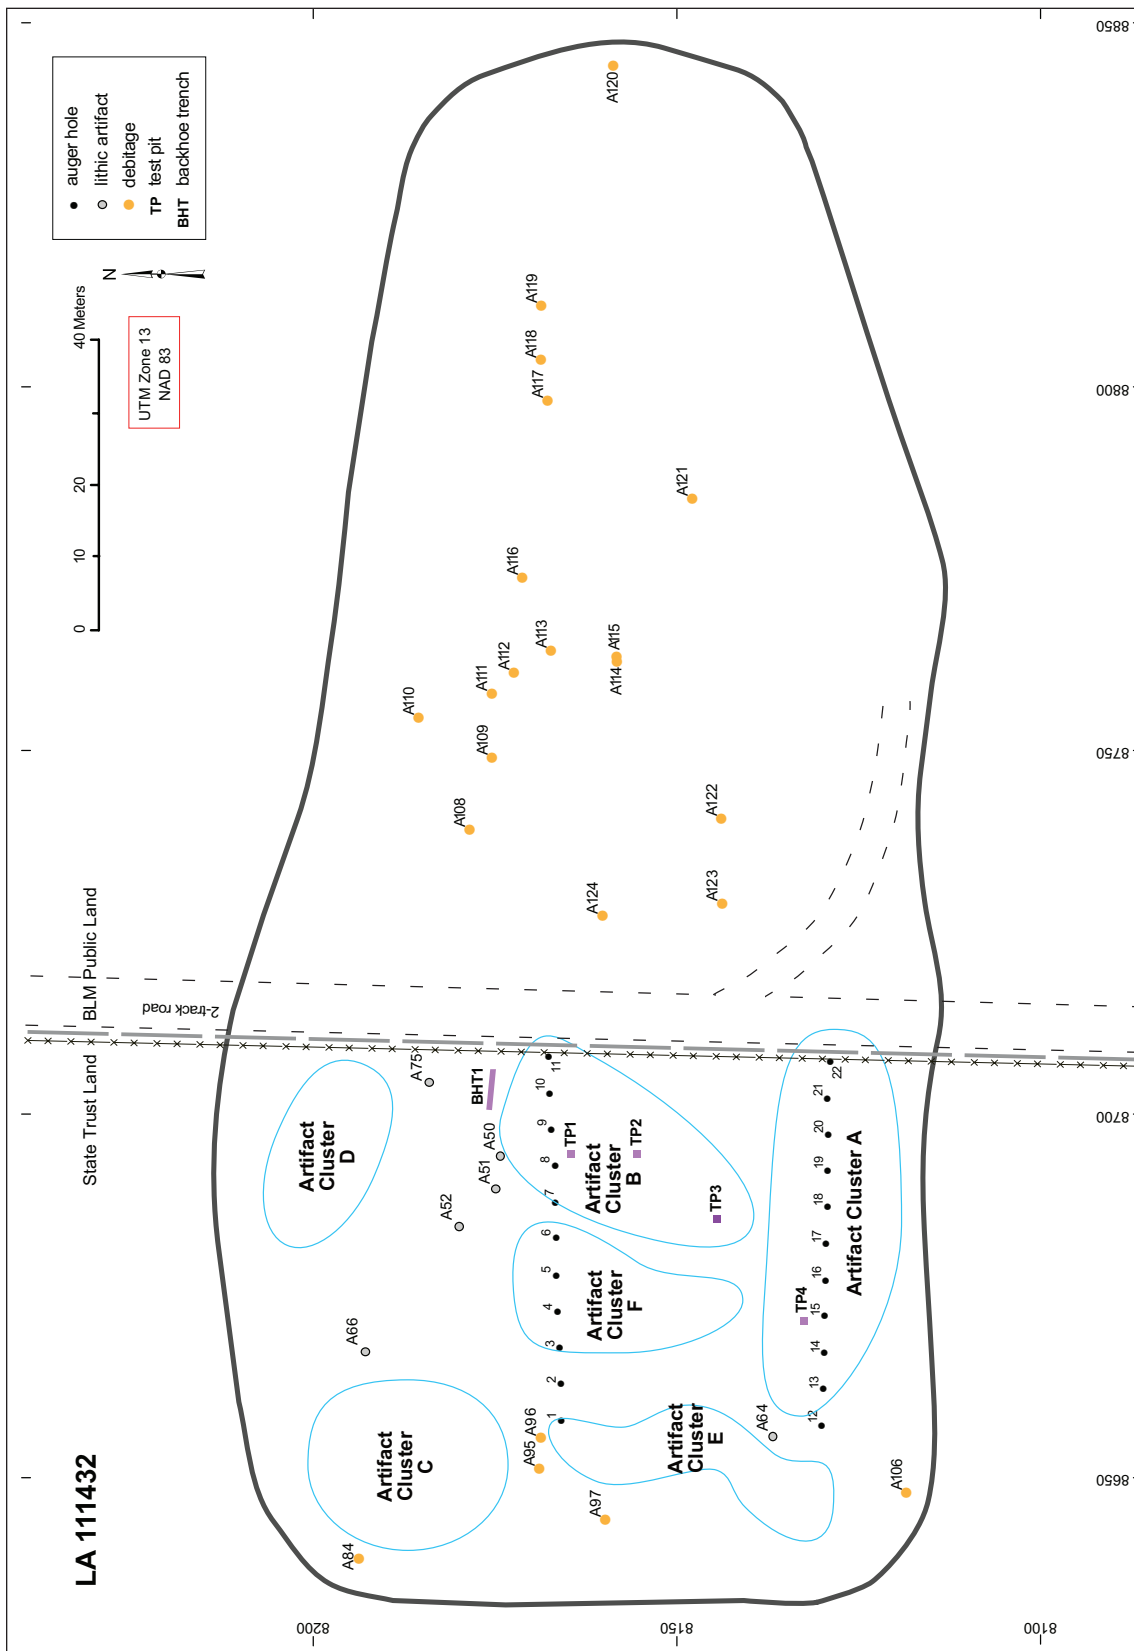 LA 111432
State Trust Land
BLM Public Land
2-track road
0
10
20
40 Meters
UTM Zone 13
NAD 83
N
auger hole
lithic artifact
debitage
TP test pit
BHT backhoe trench
A84
Artifact
Cluster
C
A66
Artifact
Cluster
D
A75
A52
A51
A50
BHT1
A95
A96
A97
1
2
3
4
5
6
7
8
9
10
11
Artifact
Cluster
F
Artifact
Cluster
B
TP1
TP2
TP3
Artifact
Cluster
E
A64
TP4
12
13
14
15
16
17
18
19
20
21
22
Artifact Cluster A
A106
A108
A109
A110
A111
A112
A113
A114
A115
A116
A117
A118
A119
A120
A121
A122
A123
A124
8200
8150
8100
8650
8700
8750
8800
8850